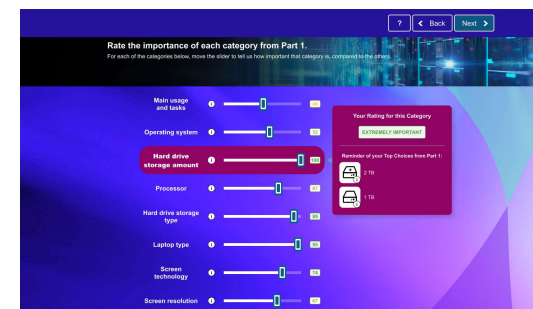 ?
Back
Next
Rate the importance of each category from Part 1.
For each of the categories below, move the slider to tell us how important that category is, compared to the others.
Main usage
and tasks
Operating system
Hard drive
storage amount
100
Processor
Hard drive storage
type
89
Laptop type
Screen
technology
74
Screen resolution
Your Rating for this Category
EXTREMELY IMPORTANT
Reminder of your Top Choices from Part 1:
2 TB
1 TB